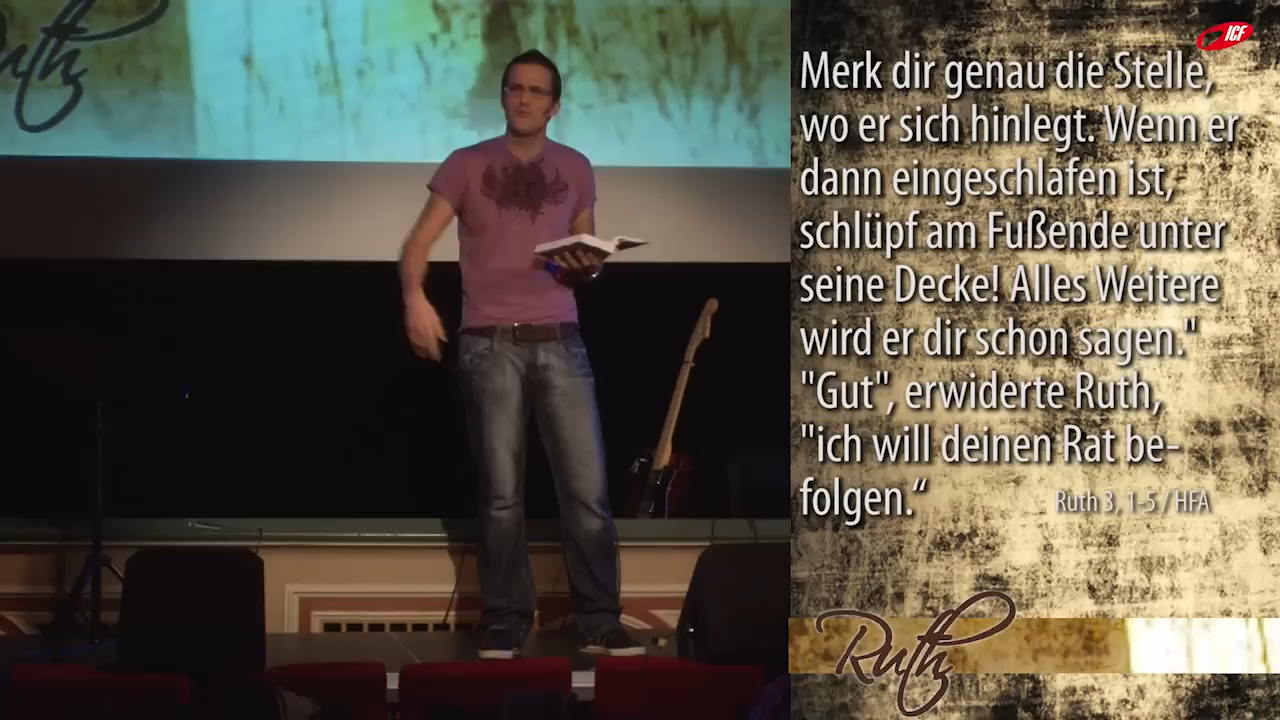 uth
ICF
Merk dir genau die Stelle,
wo er sich hinlegt. Wenn er
dann eingeschlafen ist,
schlüpf am Fußende unter
seine Decke! Alles Weitere
wird er dir schon sagen."
"Gut", erwiderte Ruth,
"ich will deinen Rat be-
folgen.“
Ruth 3, 1-5 / HFA
Ruth